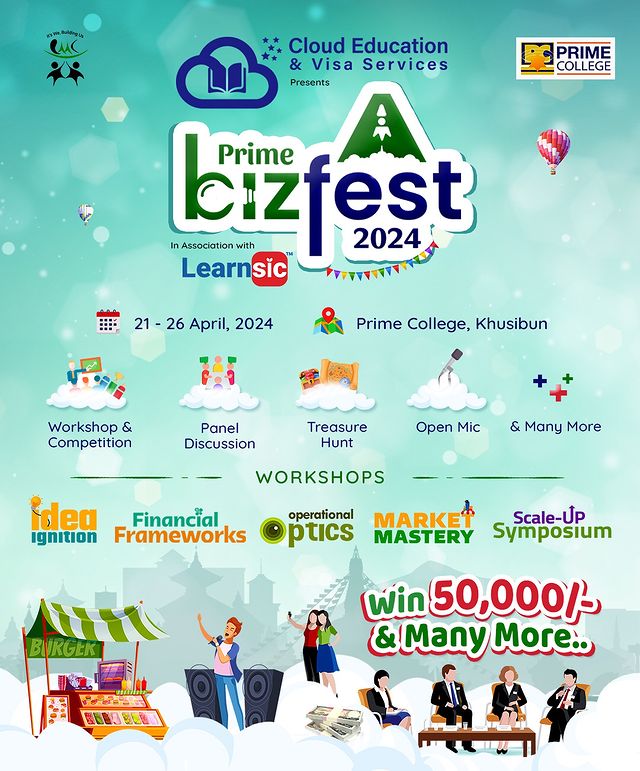 It's We, Building Us
Cloud Education
& Visa Services
Presents
PRIME
COLLEGE
Prime
bizfest
2024
In Association with
Learnsic™
21 - 26 April, 2024
Prime College, Khusibun
Workshop &
Competition
Panel
Discussion
Treasure
Hunt
Open Mic
& Many More
WORKSHOPS
idea
ignition
Financial
Frameworks
operational
Optics
MARKET
MASTERY
Scale-UP
Symposium
Win 50,000/-
& Many More..
BURGER